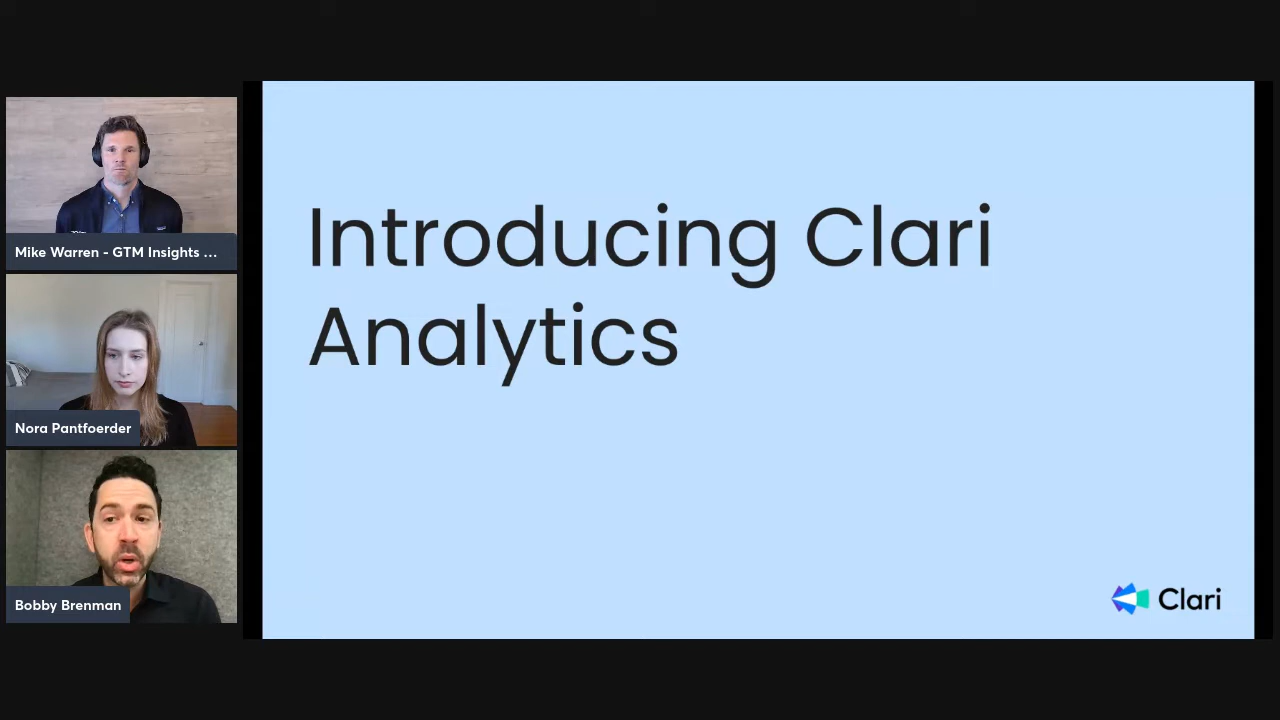 Mike Warren - GTM Insights ...
Nora Pantfoerder
Bobby Brenman
Introducing Clari
Analytics
Clari